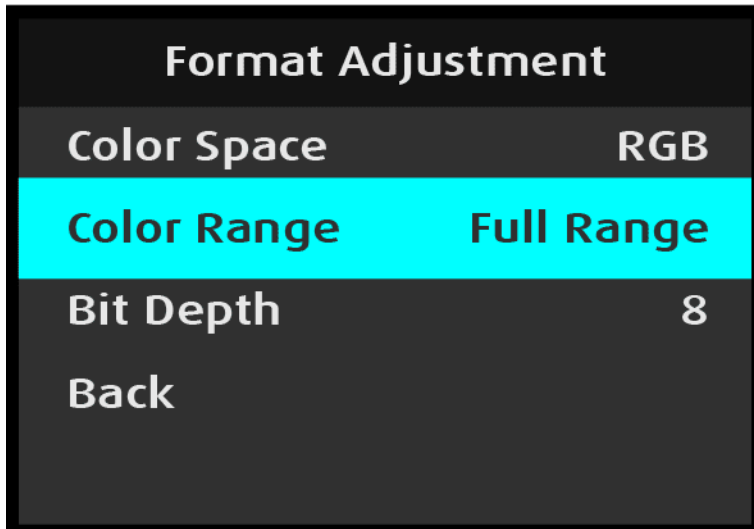 Format Adjustment
Color Space RGB
Color Range Full Range
Bit Depth 8
Back